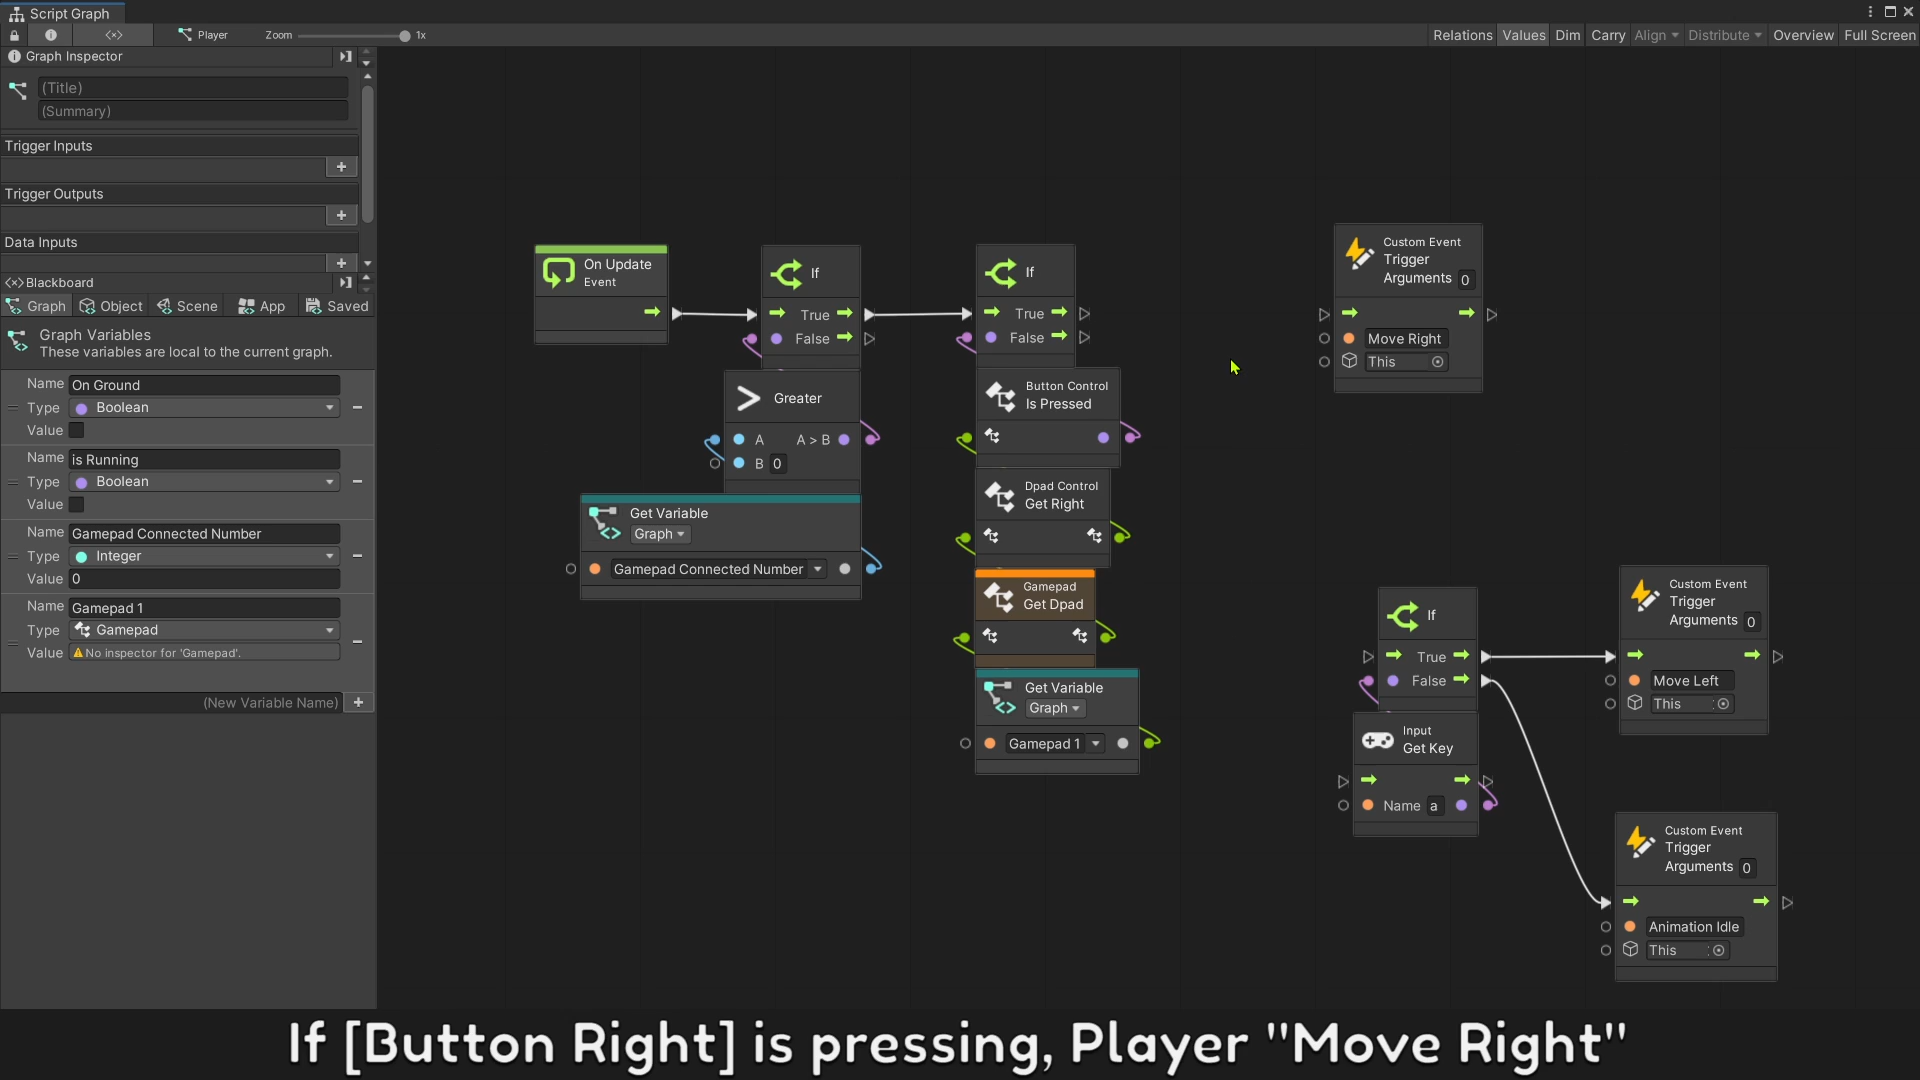 Script Graph
Player
Zoom
1x
Relations
Values
Dim
Carry
Align
Distribute
Overview
Full Screen
Graph Inspector
(Title)
(Summary)
Trigger Inputs
Trigger Outputs
Data Inputs
Blackboard
Graph
Object
Scene
App
Saved
Graph Variables
These variables are local to the current graph.
Name On Ground
Type Boolean
Value
Name is Running
Type Boolean
Value
Name Gamepad Connected Number
Type Integer
Value 0
Name Gamepad 1
Type Gamepad
Value No inspector for 'Gamepad'.
(New Variable Name)
On Update
Event
If
True
False
Greater
A
A > B
B 0
Get Variable
Graph
Gamepad Connected Number
If
True
False
Button Control
Is Pressed
Dpad Control
Get Right
Gamepad
Get Dpad
Get Variable
Graph
Gamepad 1
Custom Event
Trigger
Arguments 0
Move Right
This
If
True
False
Input
Get Key
Name a
Custom Event
Trigger
Arguments 0
Move Left
This
Custom Event
Trigger
Arguments 0
Animation Idle
This
If [Button Right] is pressing, Player "Move Right"